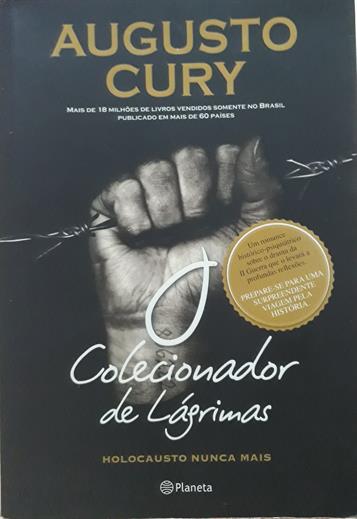 AUGUSTO
CURY
MAIS DE 18 MILHÕES DE LIVROS VENDIDOS SOMENTE NO BRASIL
PUBLICADO EM MAIS DE 60 PAÍSES
Um romance
histórico-psiquiátrico
sobre o drama da
II Guerra que o levará a
profundas reflexões.
PREPARE-SE PARA UMA
SURPREENDENTE
VIAGEM PELA
HISTÓRIA
O
Colecionador
de Lágrimas
HOLOCAUSTO NUNCA MAIS
Planeta